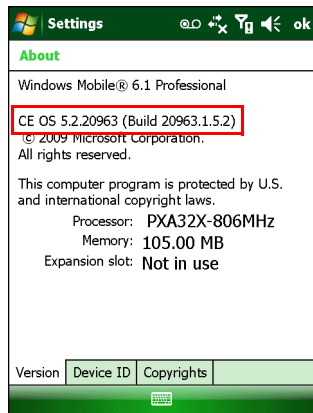 Settings
ok
About
Windows Mobile® 6.1 Professional
CE OS 5.2.20963 (Build 20963.1.5.2)
© 2009 Microsoft Corporation.
All rights reserved.
This computer program is protected by U.S.
and international copyright laws.
Processor: PXA32X-806MHz
Memory: 105.00 MB
Expansion slot: Not in use
Version Device ID Copyrights